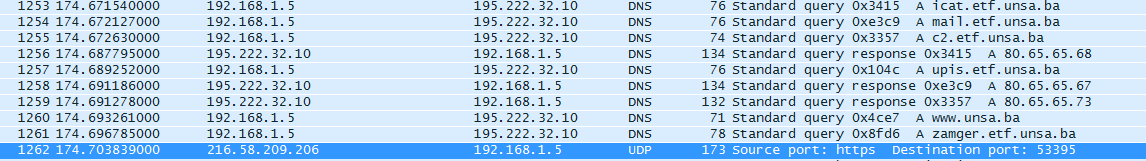 1253 174.671540000 192.168.1.5 195.222.32.10 DNS 76 Standard query 0x3415 A icat.etf.unsa.ba
1254 174.672127000 192.168.1.5 195.222.32.10 DNS 76 Standard query 0xe3c9 A mail.etf.unsa.ba
1255 174.672630000 192.168.1.5 195.222.32.10 DNS 74 Standard query 0x3357 A c2.etf.unsa.ba
1256 174.687795000 195.222.32.10 192.168.1.5 DNS 134 Standard query response 0x3415 A 80.65.65.68
1257 174.689252000 192.168.1.5 195.222.32.10 DNS 76 Standard query 0x104c A upis.etf.unsa.ba
1258 174.691186000 195.222.32.10 192.168.1.5 DNS 134 Standard query response 0xe3c9 A 80.65.65.67
1259 174.691278000 195.222.32.10 192.168.1.5 DNS 132 Standard query response 0x3357 A 80.65.65.73
1260 174.693261000 192.168.1.5 195.222.32.10 DNS 71 Standard query 0x4ce7 A www.unsa.ba
1261 174.696785000 192.168.1.5 195.222.32.10 DNS 78 Standard query 0x8fd6 A zamger.etf.unsa.ba
1262 174.703839000 216.58.209.206 192.168.1.5 UDP 173 Source port: https Destination port: 53395